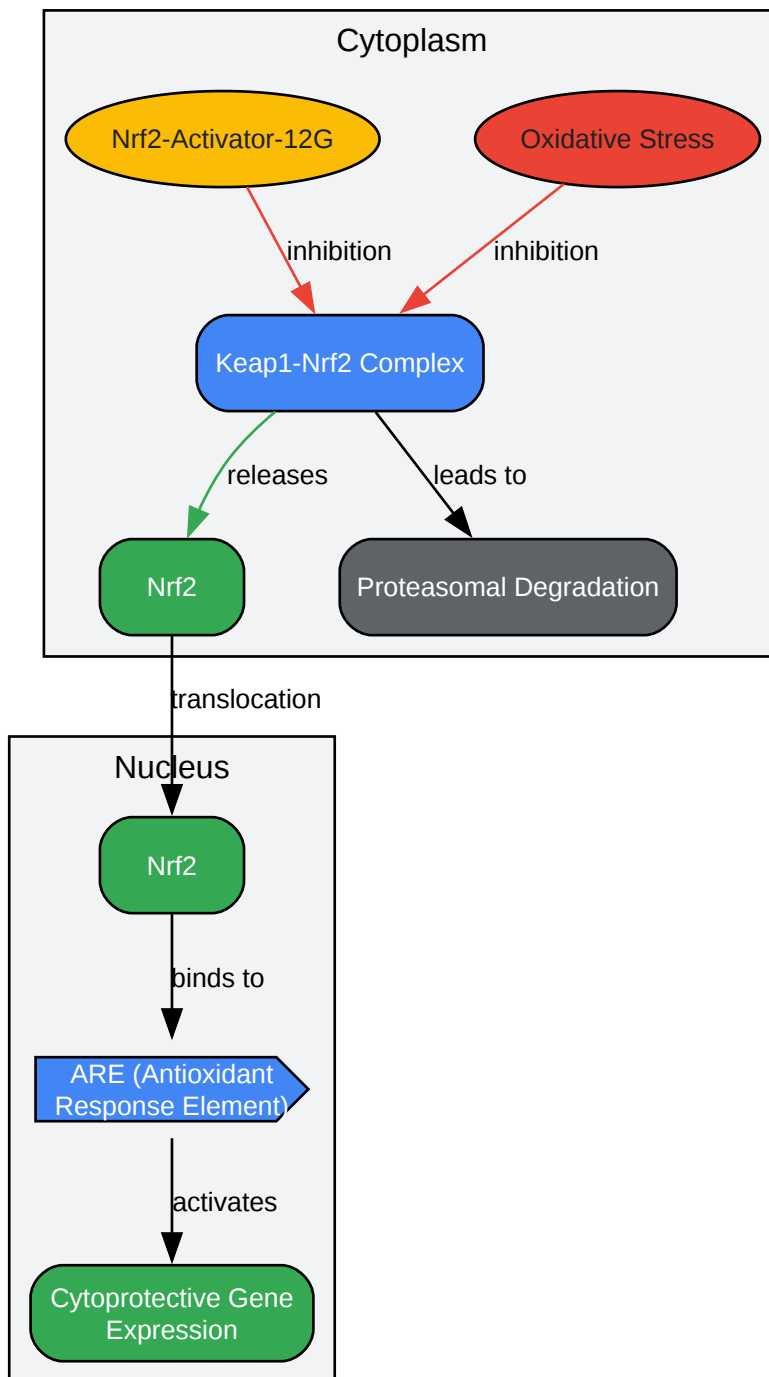 Cytoplasm
Nrf2-Activator-12G
Oxidative Stress
inhibition
inhibition
Keap1-Nrf2 Complex
releases
leads to
Nrf2
Proteasomal Degradation
translocation
Nucleus
Nrf2
binds to
ARE (Antioxidant
Response Element)
activates
Cytoprotective Gene
Expression